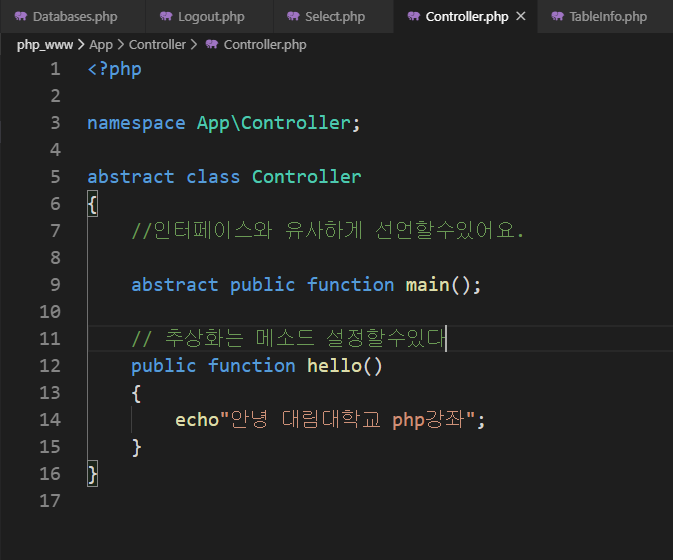 Databases.php Logout.php Select.php Controller.php TableInfo.php
php_www > App > Controller > Controller.php
1 <?php
2
3 namespace App\Controller;
4
5 abstract class Controller
6 {
7 //인터페이스와 유사하게 선언할수있어요.
8
9 abstract public function main();
10
11 // 추상화는 메소드 설정할수있다
12 public function hello()
13 {
14 echo"안녕 대림대학교 php강좌";
15 }
16 }
17